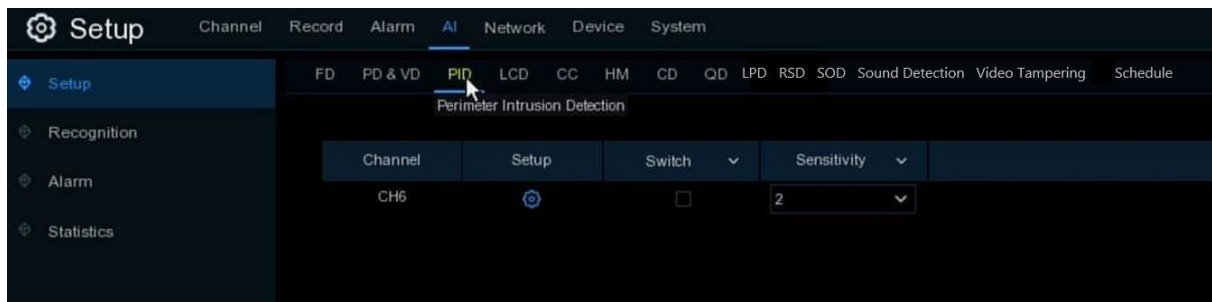 Setup Channel Record Alarm AI Network Device System
Setup FD PD & VD PID LCD CC HM CD QD LPD RSD SOD Sound Detection Video Tampering Schedule
Perimeter Intrusion Detection
Recognition
Channel Setup Switch Sensitivity
Alarm
CH6 2
Statistics